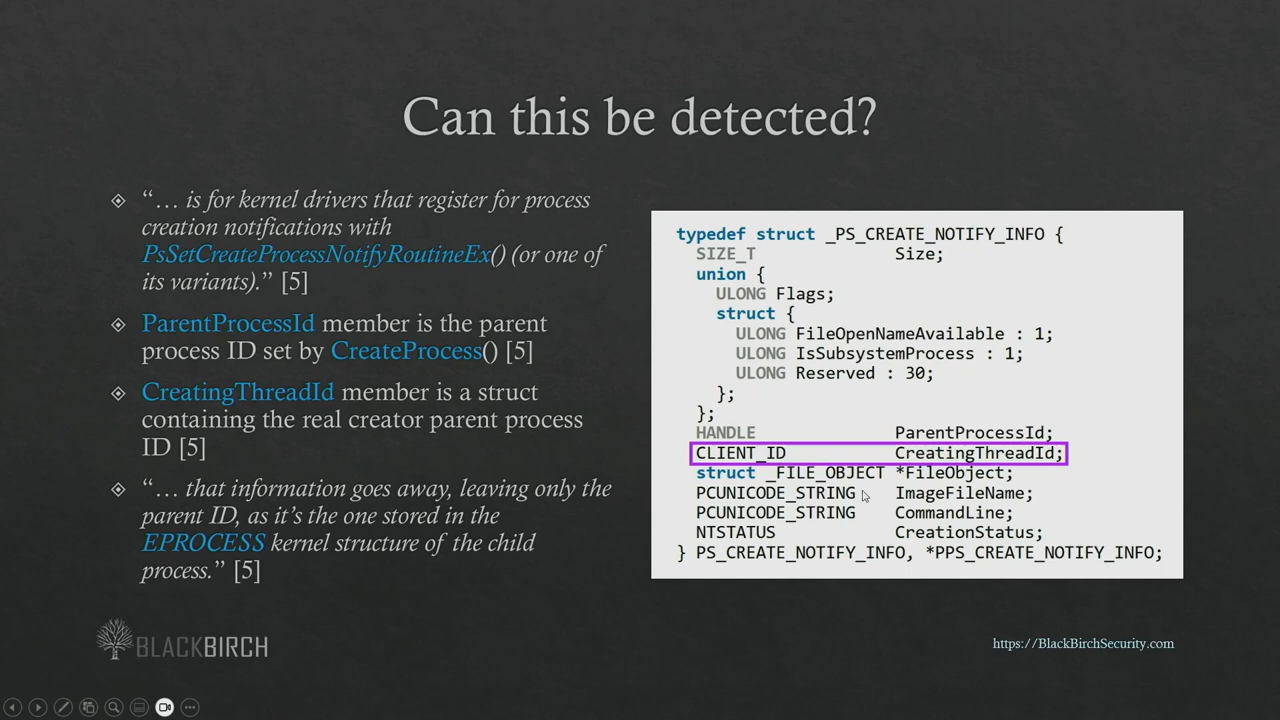 Can this be detected?
“… is for kernel drivers that register for process
creation notifications with
PsSetCreateProcessNotifyRoutineEx() (or one of
its variants).” [5]
ParentProcessId member is the parent
process ID set by CreateProcess() [5]
CreatingThreadId member is a struct
containing the real creator parent process
ID [5]
“… that information goes away, leaving only the
parent ID, as it’s the one stored in the
EPROCESS kernel structure of the child
process.” [5]
typedef struct _PS_CREATE_NOTIFY_INFO {
SIZE_T Size;
union {
ULONG Flags;
struct {
ULONG FileOpenNameAvailable : 1;
ULONG IsSubsystemProcess : 1;
ULONG Reserved : 30;
};
};
HANDLE ParentProcessId;
CLIENT_ID CreatingThreadId;
struct _FILE_OBJECT *FileObject;
PCUNICODE_STRING ImageFileName;
PCUNICODE_STRING CommandLine;
NTSTATUS CreationStatus;
} PS_CREATE_NOTIFY_INFO, *PPS_CREATE_NOTIFY_INFO;
BLACKBIRCH
https://BlackBirchSecurity.com